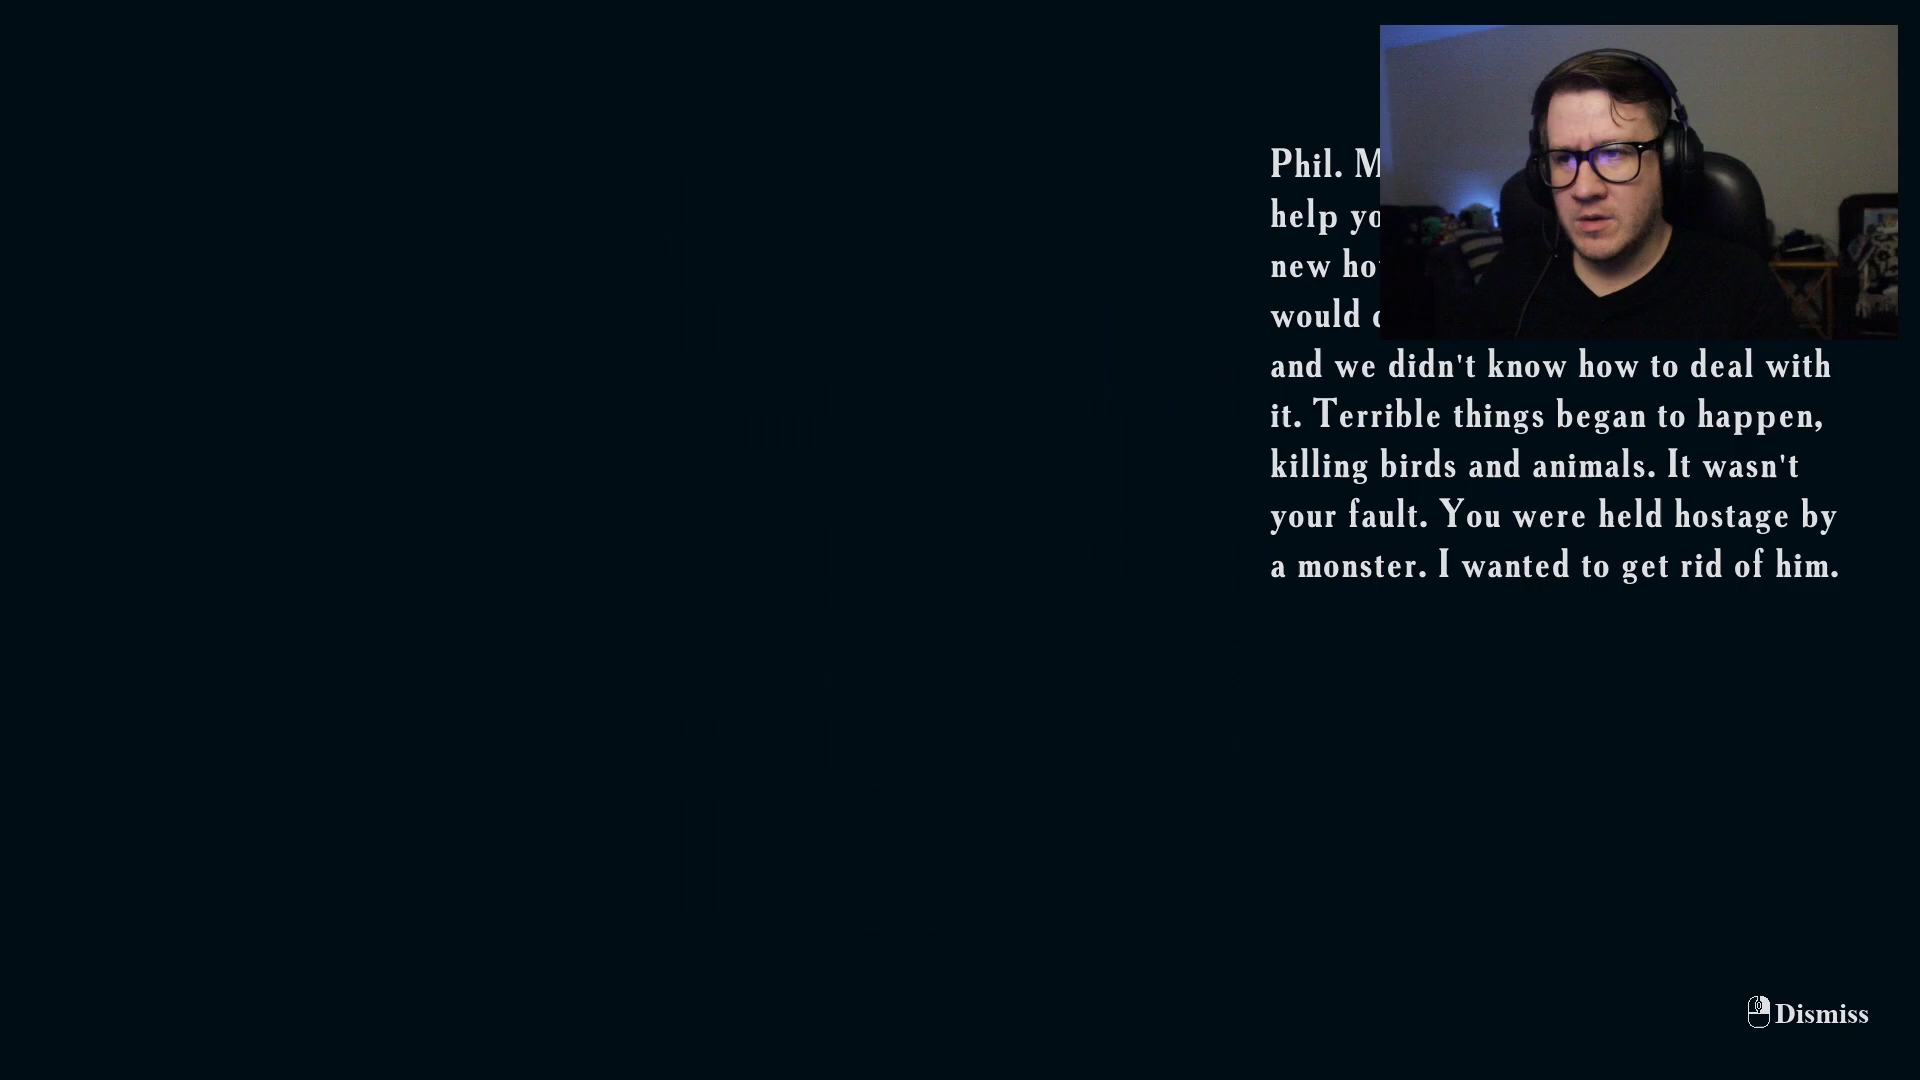 Phil.
help
new
would
and we didn't know how to deal with
it. Terrible things began to happen,
killing birds and animals. It wasn't
your fault. You were held hostage by
a monster. I wanted to get rid of him.
Dismiss